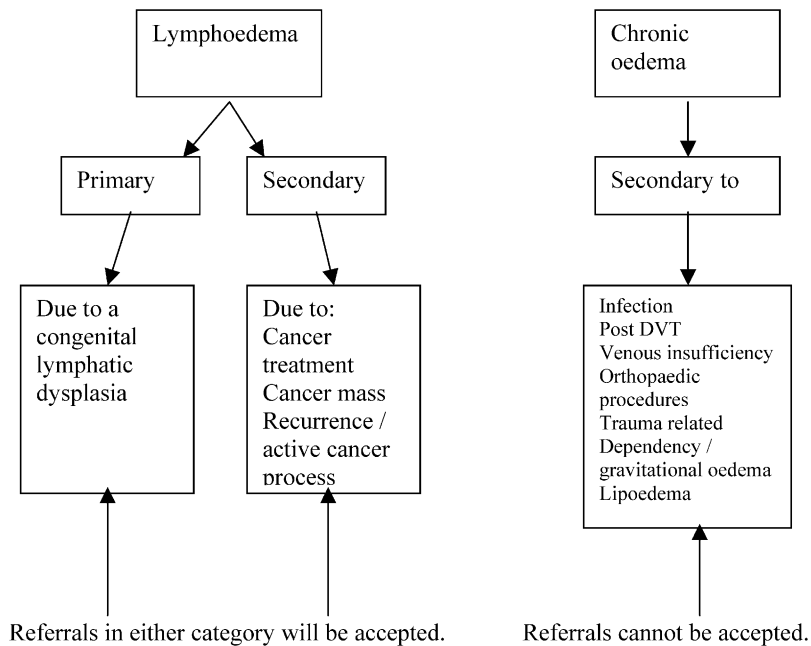 Lymphoedema
Chronic
oedema
Primary
Secondary
Secondary to
Due to a
congenital
lymphatic
dysplasia
Due to:
Cancer
treatment
Cancer mass
Recurrence /
active cancer
process
Infection
Post DVT
Venous insufficiency
Orthopaedic
procedures
Trauma related
Dependency /
gravitational oedema
Lipoedema
Referrals in either category will be accepted.
Referrals cannot be accepted.